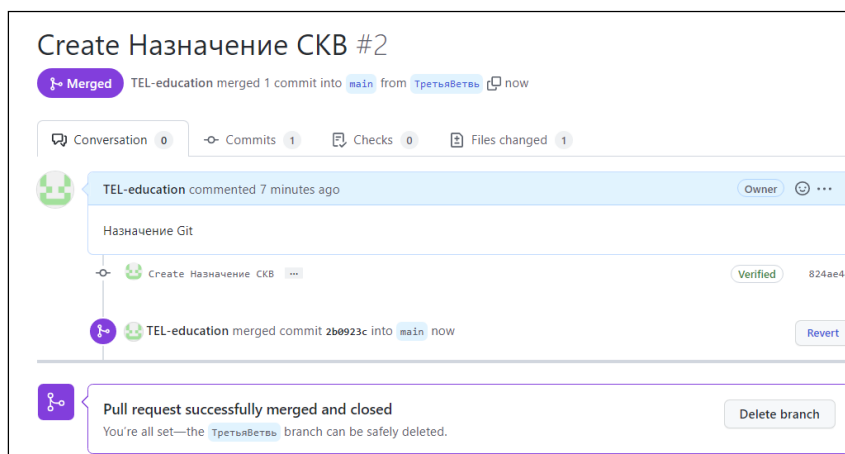 Create Назначение СКВ #2
Merged TEL-education merged 1 commit into main from ТретьяВетвь now
Conversation 0 Commits 1 Checks 0 Files changed 1
TEL-education commented 7 minutes ago Owner ...
Назначение Git
Create Назначение СКВ ... Verified 824ae4
TEL-education merged commit 2b0923c into main now Revert
Pull request successfully merged and closed
You're all set—the ТретьяВетвь branch can be safely deleted.
Delete branch